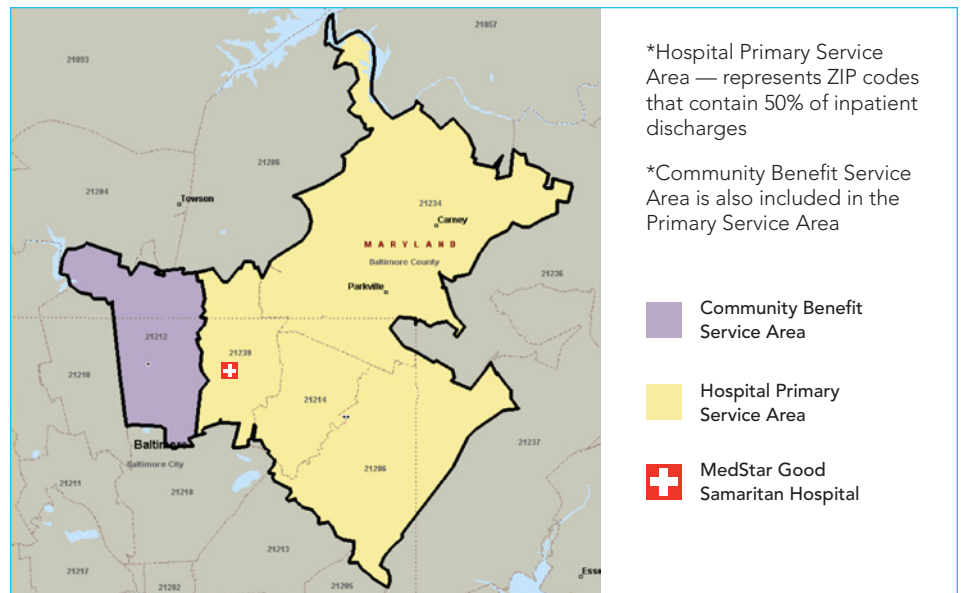 21057
21093
21286
21204
Towson
21234
Carney
MARYLAND
Baltimore County
21236
Parkville
21212
21239
21210
21214
Baltimore
Baltimore City
21206
21237
21211
21218
21213
21217
21202
21205
Esse
*Hospital Primary Service
Area — represents ZIP codes
that contain 50% of inpatient
discharges
*Community Benefit Service
Area is also included in the
Primary Service Area
Community Benefit
Service Area
Hospital Primary
Service Area
MedStar Good
Samaritan Hospital